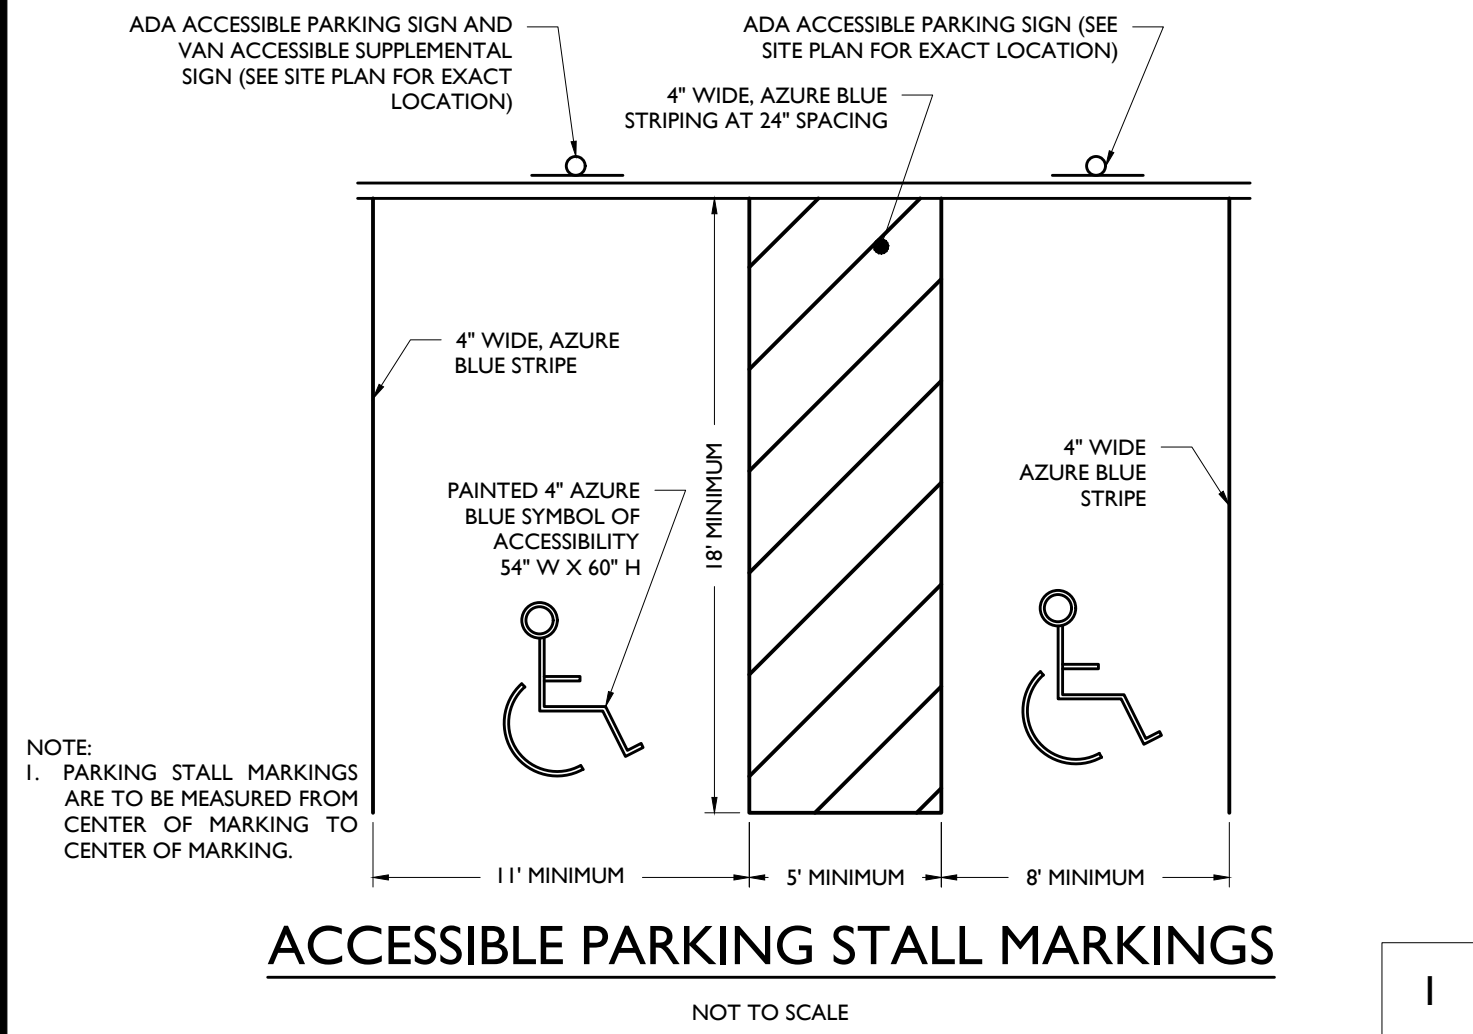 ADA ACCESSIBLE PARKING SIGN AND
VAN ACCESSIBLE SUPPLEMENTAL
SIGN (SEE SITE PLAN FOR EXACT
LOCATION)
ADA ACCESSIBLE PARKING SIGN (SEE
SITE PLAN FOR EXACT LOCATION)
4" WIDE, AZURE BLUE
STRIPING AT 24" SPACING
4" WIDE, AZURE
BLUE STRIPE
4" WIDE
AZURE BLUE
STRIPE
PAINTED 4" AZURE
BLUE SYMBOL OF
ACCESSIBILITY
54" W X 60" H
18' MINIMUM
NOTE:
1. PARKING STALL MARKINGS
ARE TO BE MEASURED FROM
CENTER OF MARKING TO
CENTER OF MARKING.
11' MINIMUM
5' MINIMUM
8' MINIMUM
ACCESSIBLE PARKING STALL MARKINGS
NOT TO SCALE
1